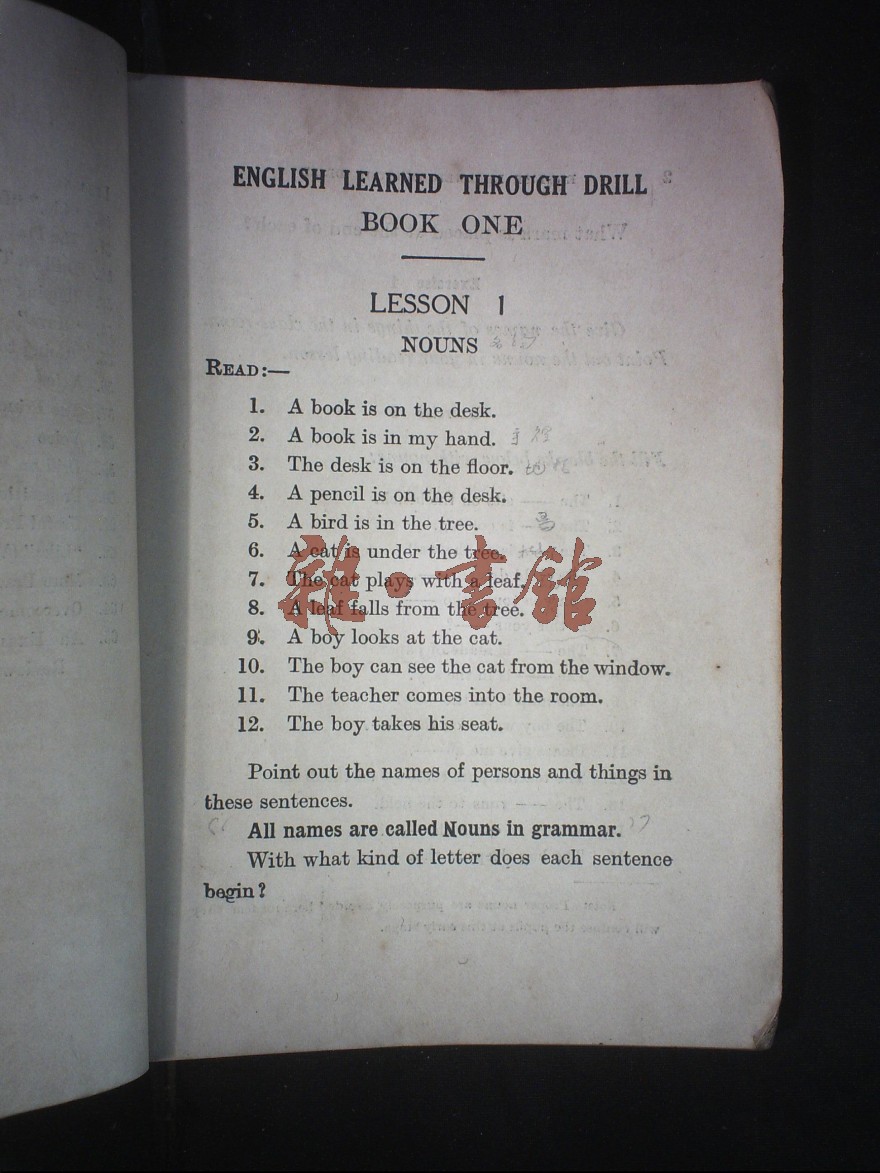 ENGLISH LEARNED THROUGH DRILL
BOOK ONE
LESSON 1
NOUNS
READ:—
1. A book is on the desk.
2. A book is in my hand.
3. The desk is on the floor.
4. A pencil is on the desk.
5. A bird is in the tree.
6. A cat is under the tree.
7. The cat plays with a leaf.
8. A leaf falls from the tree.
9. A boy looks at the cat.
10. The boy can see the cat from the window.
11. The teacher comes into the room.
12. The boy takes his seat.
雜·書館
Point out the names of persons and things in
these sentences.
All names are called Nouns in grammar.
With what kind of letter does each sentence
begin?